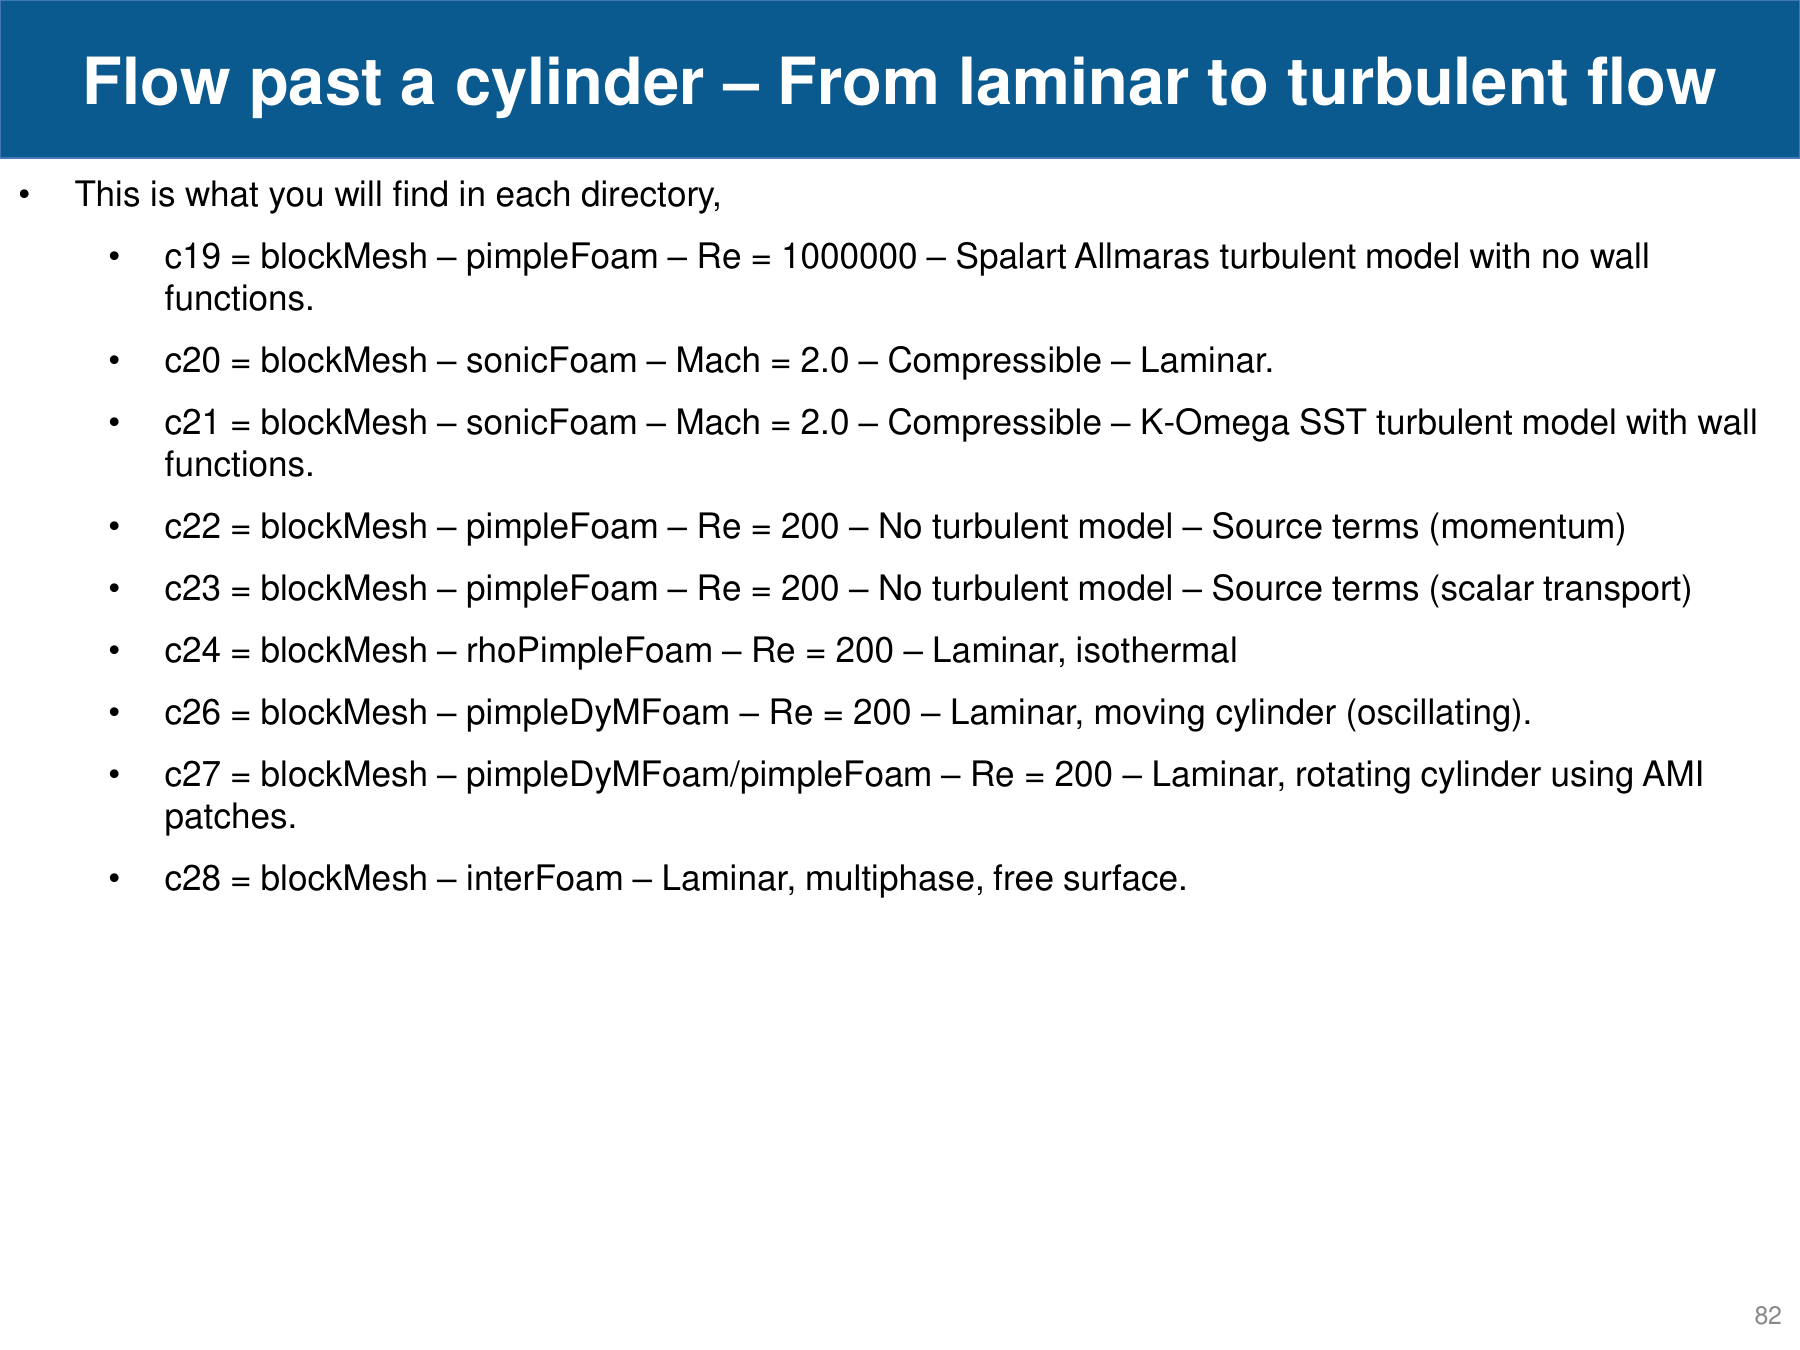 Flow past a cylinder – From laminar to turbulent flow
• This is what you will find in each directory,
• c19 = blockMesh – pimpleFoam – Re = 1000000 – Spalart Allmaras turbulent model with no wall
functions.
• c20 = blockMesh – sonicFoam – Mach = 2.0 – Compressible – Laminar.
• c21 = blockMesh – sonicFoam – Mach = 2.0 – Compressible – K-Omega SST turbulent model with wall
functions.
• c22 = blockMesh – pimpleFoam – Re = 200 – No turbulent model – Source terms (momentum)
• c23 = blockMesh – pimpleFoam – Re = 200 – No turbulent model – Source terms (scalar transport)
• c24 = blockMesh – rhoPimpleFoam – Re = 200 – Laminar, isothermal
• c26 = blockMesh – pimpleDyMFoam – Re = 200 – Laminar, moving cylinder (oscillating).
• c27 = blockMesh – pimpleDyMFoam/pimpleFoam – Re = 200 – Laminar, rotating cylinder using AMI
patches.
• c28 = blockMesh – interFoam – Laminar, multiphase, free surface.
82